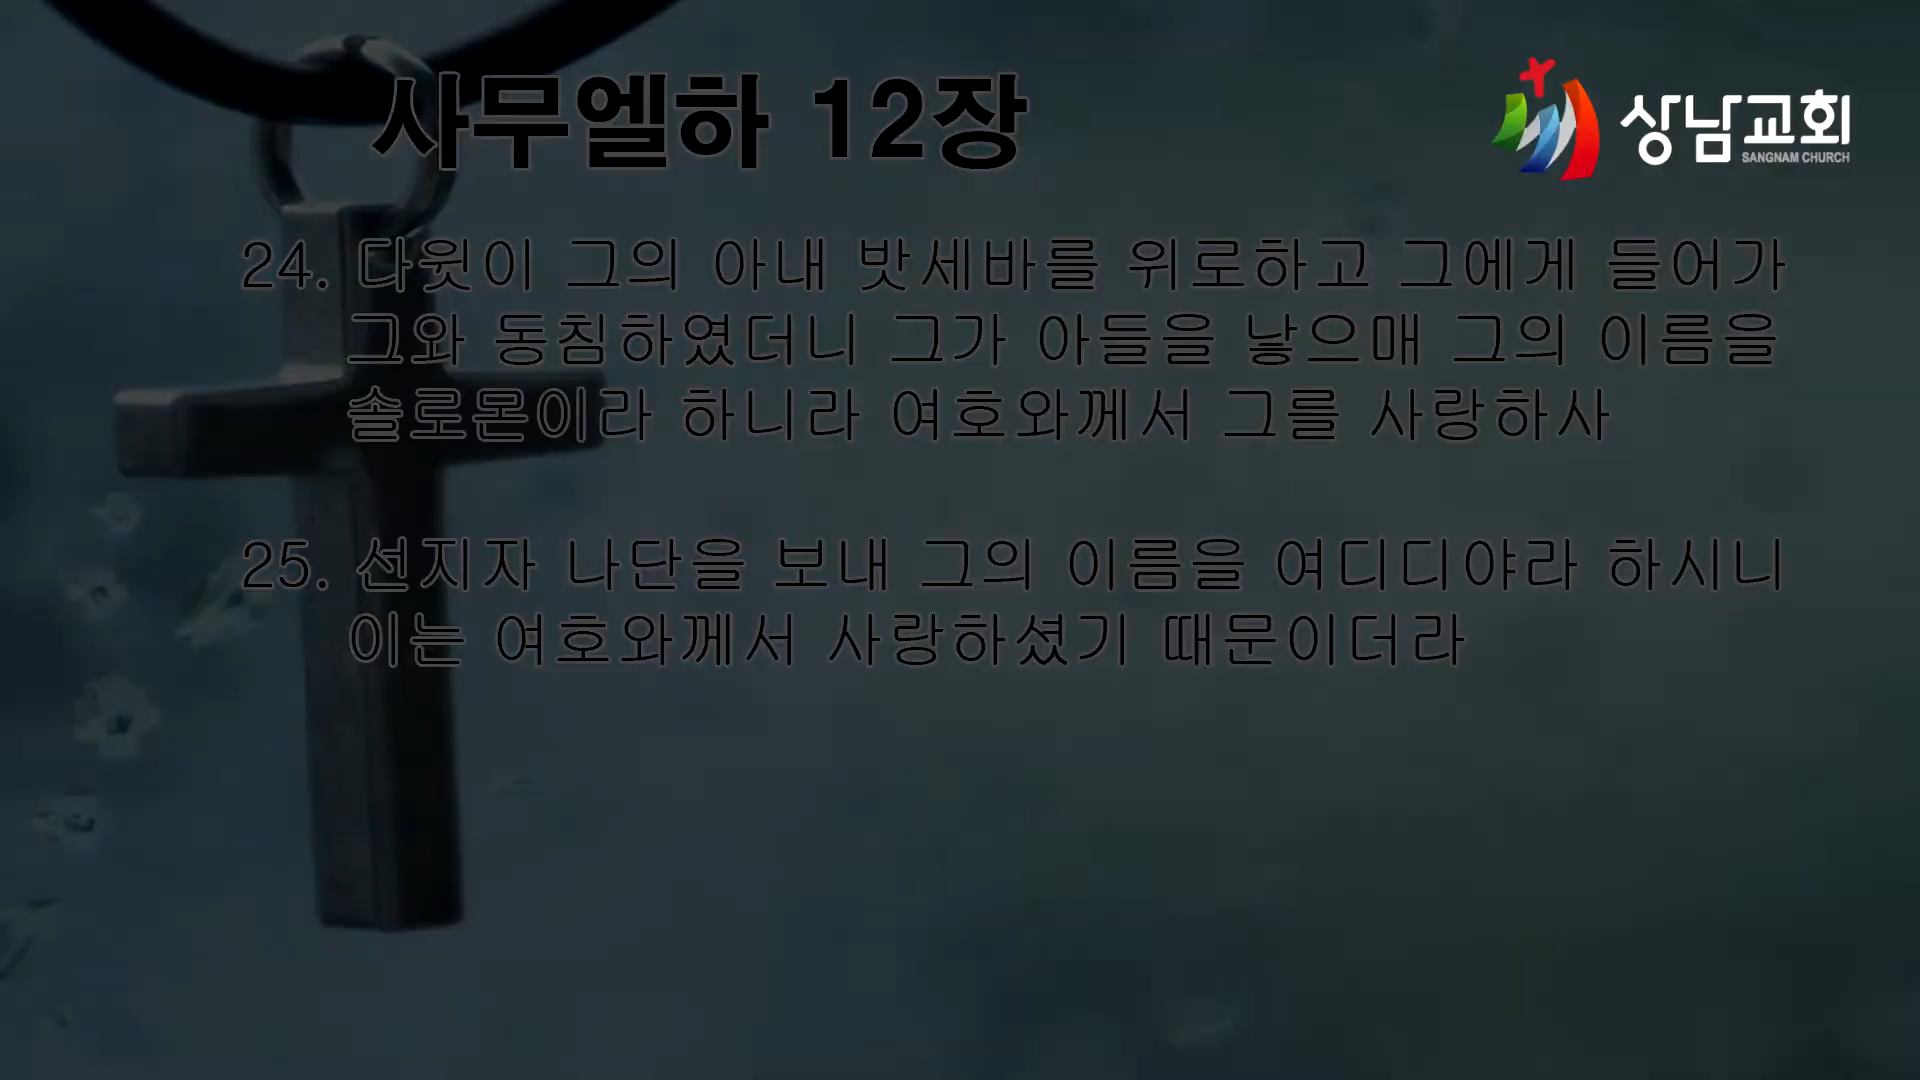 사무엘하 12장
상남교회
SANGNAM CHURCH
24. 다윗이 그의 아내 밧세바를 위로하고 그에게 들어가
그와 동침하였더니 그가 아들을 낳으매 그의 이름을
솔로몬이라 하니라 여호와께서 그를 사랑하사
25. 선지자 나단을 보내 그의 이름을 여디디야라 하시니
이는 여호와께서 사랑하셨기 때문이더라